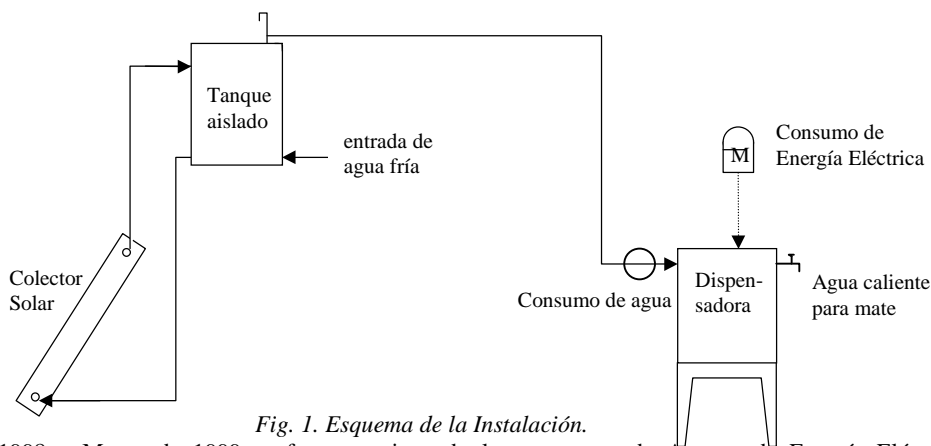 Tanque
aislado
entrada de
agua fría
Consumo de
Energía Eléctrica
M
Colector
Solar
Consumo de agua
Dispen-
sadora
Agua caliente
para mate
Fig. 1. Esquema de la Instalación.